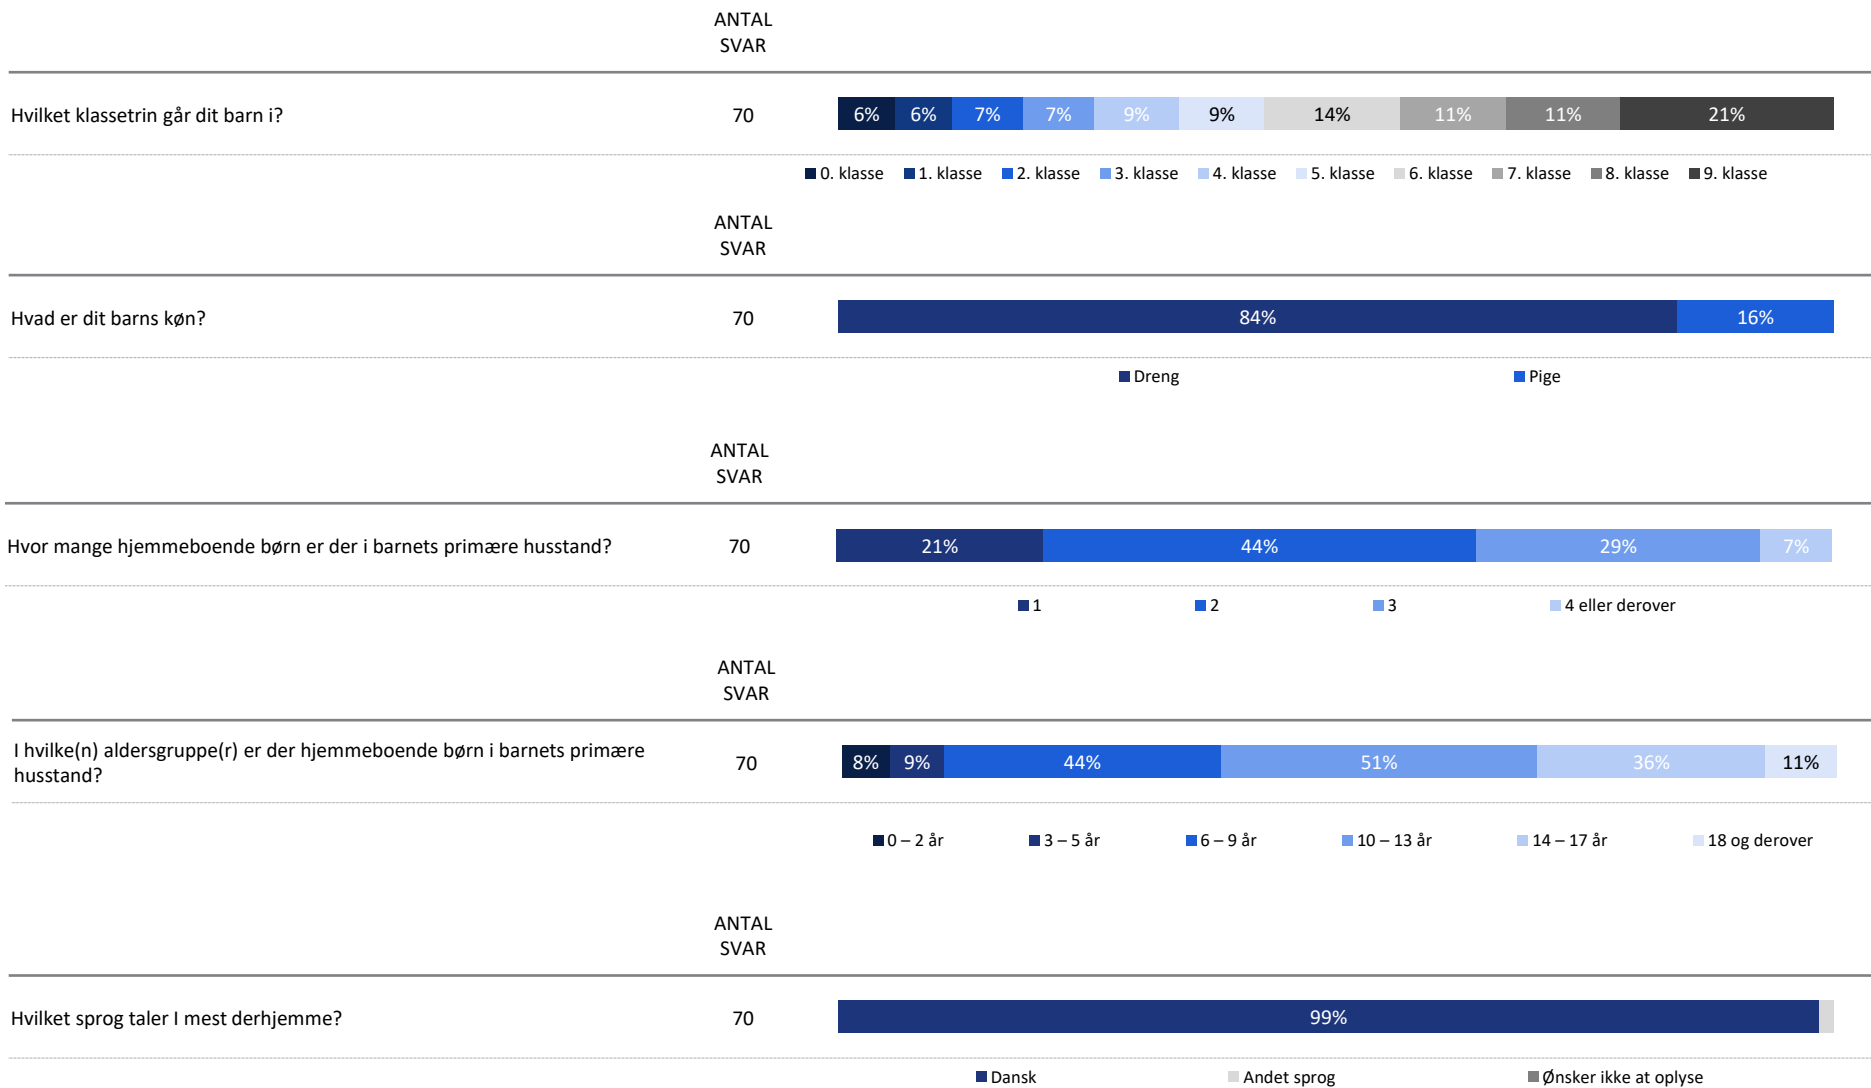 ANTAL
SVAR
Hvilket klassetrin går dit barn i?
70
6% 6% 7% 7% 9% 9% 14% 11% 11% 21%
0. klasse 1. klasse 2. klasse 3. klasse 4. klasse 5. klasse 6. klasse 7. klasse 8. klasse 9. klasse
ANTAL
SVAR
Hvad er dit barns køn?
70
84% 16%
Dreng Pige
ANTAL
SVAR
Hvor mange hjemmeboende børn er der i barnets primære husstand?
70
21% 44% 29% 7%
1 2 3 4 eller derover
ANTAL
SVAR
I hvilke(n) aldersgruppe(r) er der hjemmeboende børn i barnets primære
husstand?
70
8% 9% 44% 51% 36% 11%
0 – 2 år 3 – 5 år 6 – 9 år 10 – 13 år 14 – 17 år 18 og derover
ANTAL
SVAR
Hvilket sprog taler I mest derhjemme?
70
99%
Dansk Andet sprog Ønsker ikke at oplyse